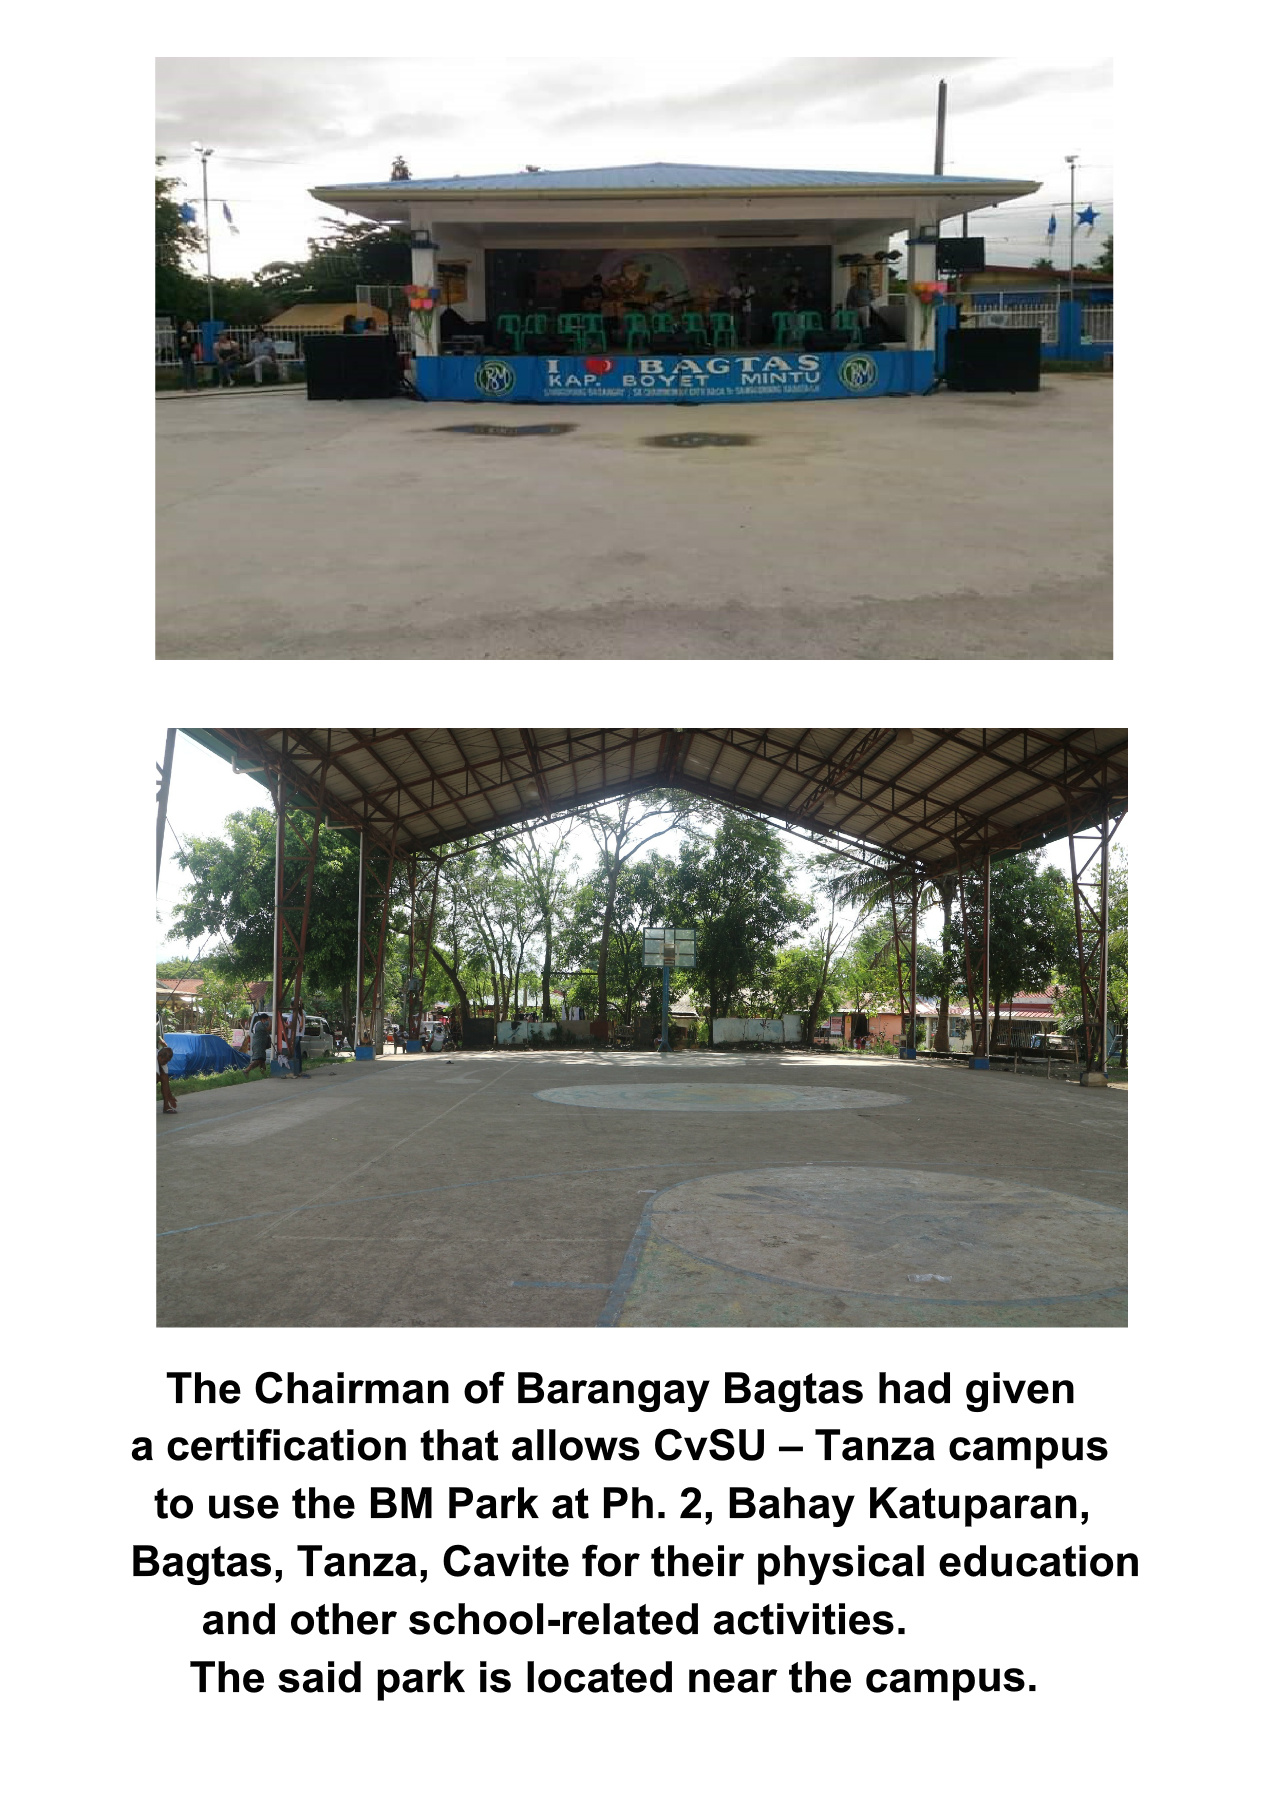 I ❤ BAGTAS
KAP. BOYET MINTU
BM BM
The Chairman of Barangay Bagtas had given
a certification that allows CvSU – Tanza campus
to use the BM Park at Ph. 2, Bahay Katuparan,
Bagtas, Tanza, Cavite for their physical education
and other school-related activities.
The said park is located near the campus.